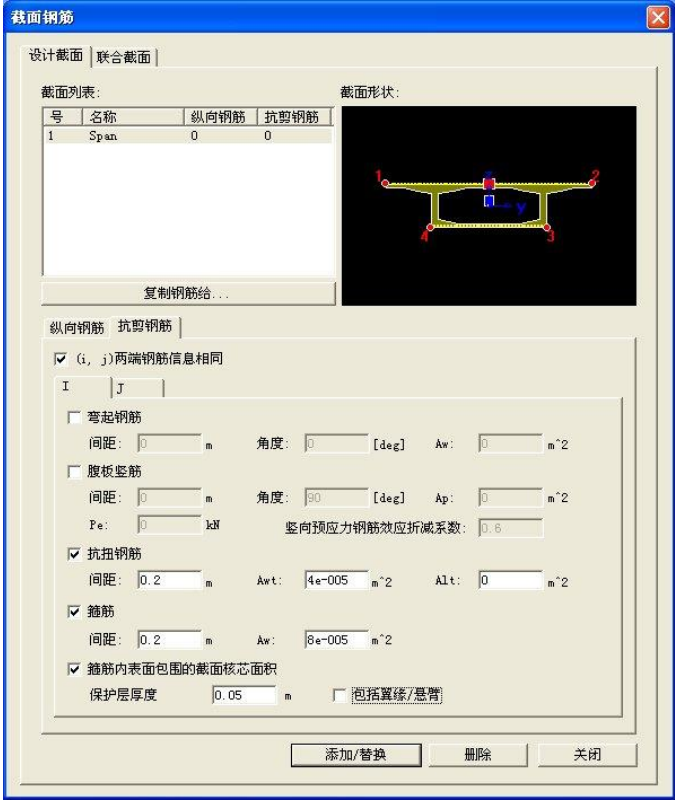 截面钢筋
设计截面 联合截面
截面列表: 截面形状:
号 名称 纵向钢筋 抗剪钢筋
1 Span 0 0
1 z 2
y
4 3
复制钢筋给...
纵向钢筋 抗剪钢筋
(i, j)两端钢筋信息相同
I J
弯起钢筋
间距: 0 m 角度: 0 [deg] Aw: 0 m^2
腹板竖筋
间距: 0 m 角度: 90 [deg] Ap: 0 m^2
Pe: 0 kN 竖向预应力钢筋效应折减系数: 0.6
抗扭钢筋
间距: 0.2 m Awt: 4e-005 m^2 Alt: 0 m^2
箍筋
间距: 0.2 m Aw: 8e-005 m^2
箍筋内表面包围的截面核芯面积
保护层厚度 0.05 m 包括翼缘/悬臂
添加/替换 删除 关闭